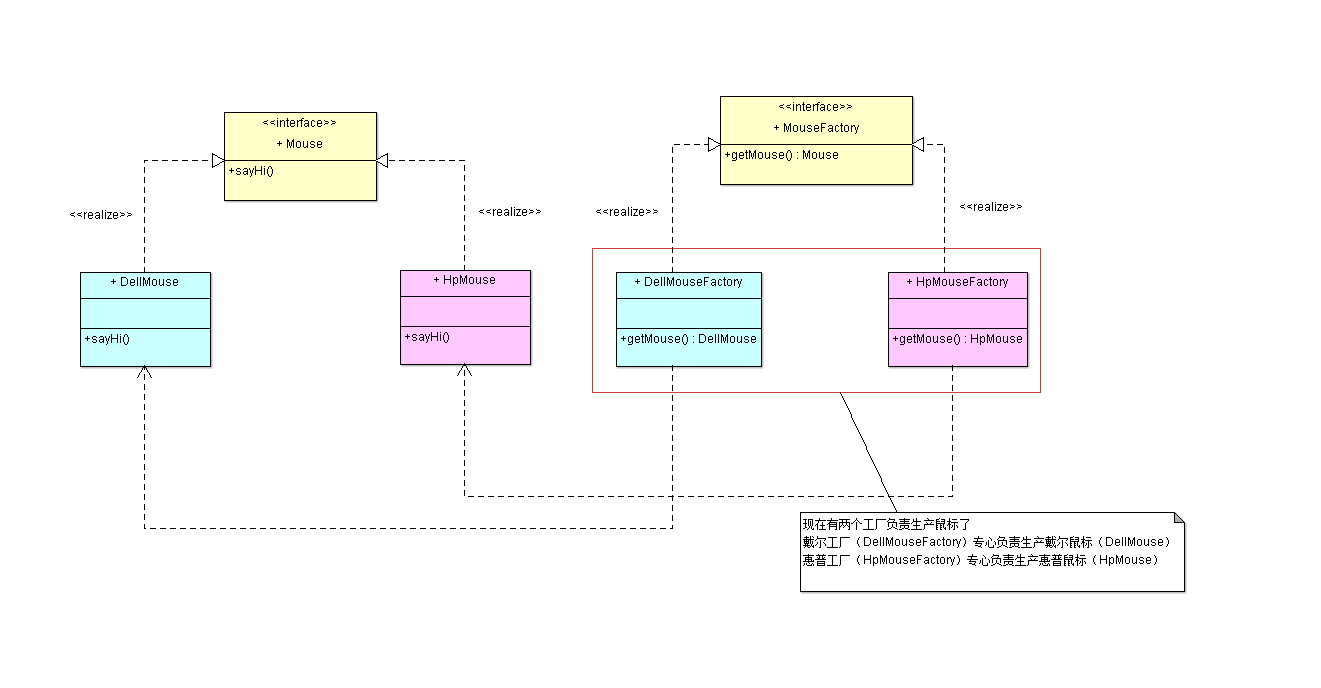 <<interface>>
+ Mouse
+sayHi()
<<interface>>
+ MouseFactory
+getMouse() : Mouse
<<realize>>
<<realize>>
<<realize>>
<<realize>>
+ DellMouse
+sayHi()
+ HpMouse
+sayHi()
+ DellMouseFactory
+getMouse() : DellMouse
+ HpMouseFactory
+getMouse() : HpMouse
现在有两个工厂负责生产鼠标了
戴尔工厂（DellMouseFactory）专心负责生产戴尔鼠标（DellMouse）
惠普工厂（HpMouseFactory）专心负责生产惠普鼠标（HpMouse）